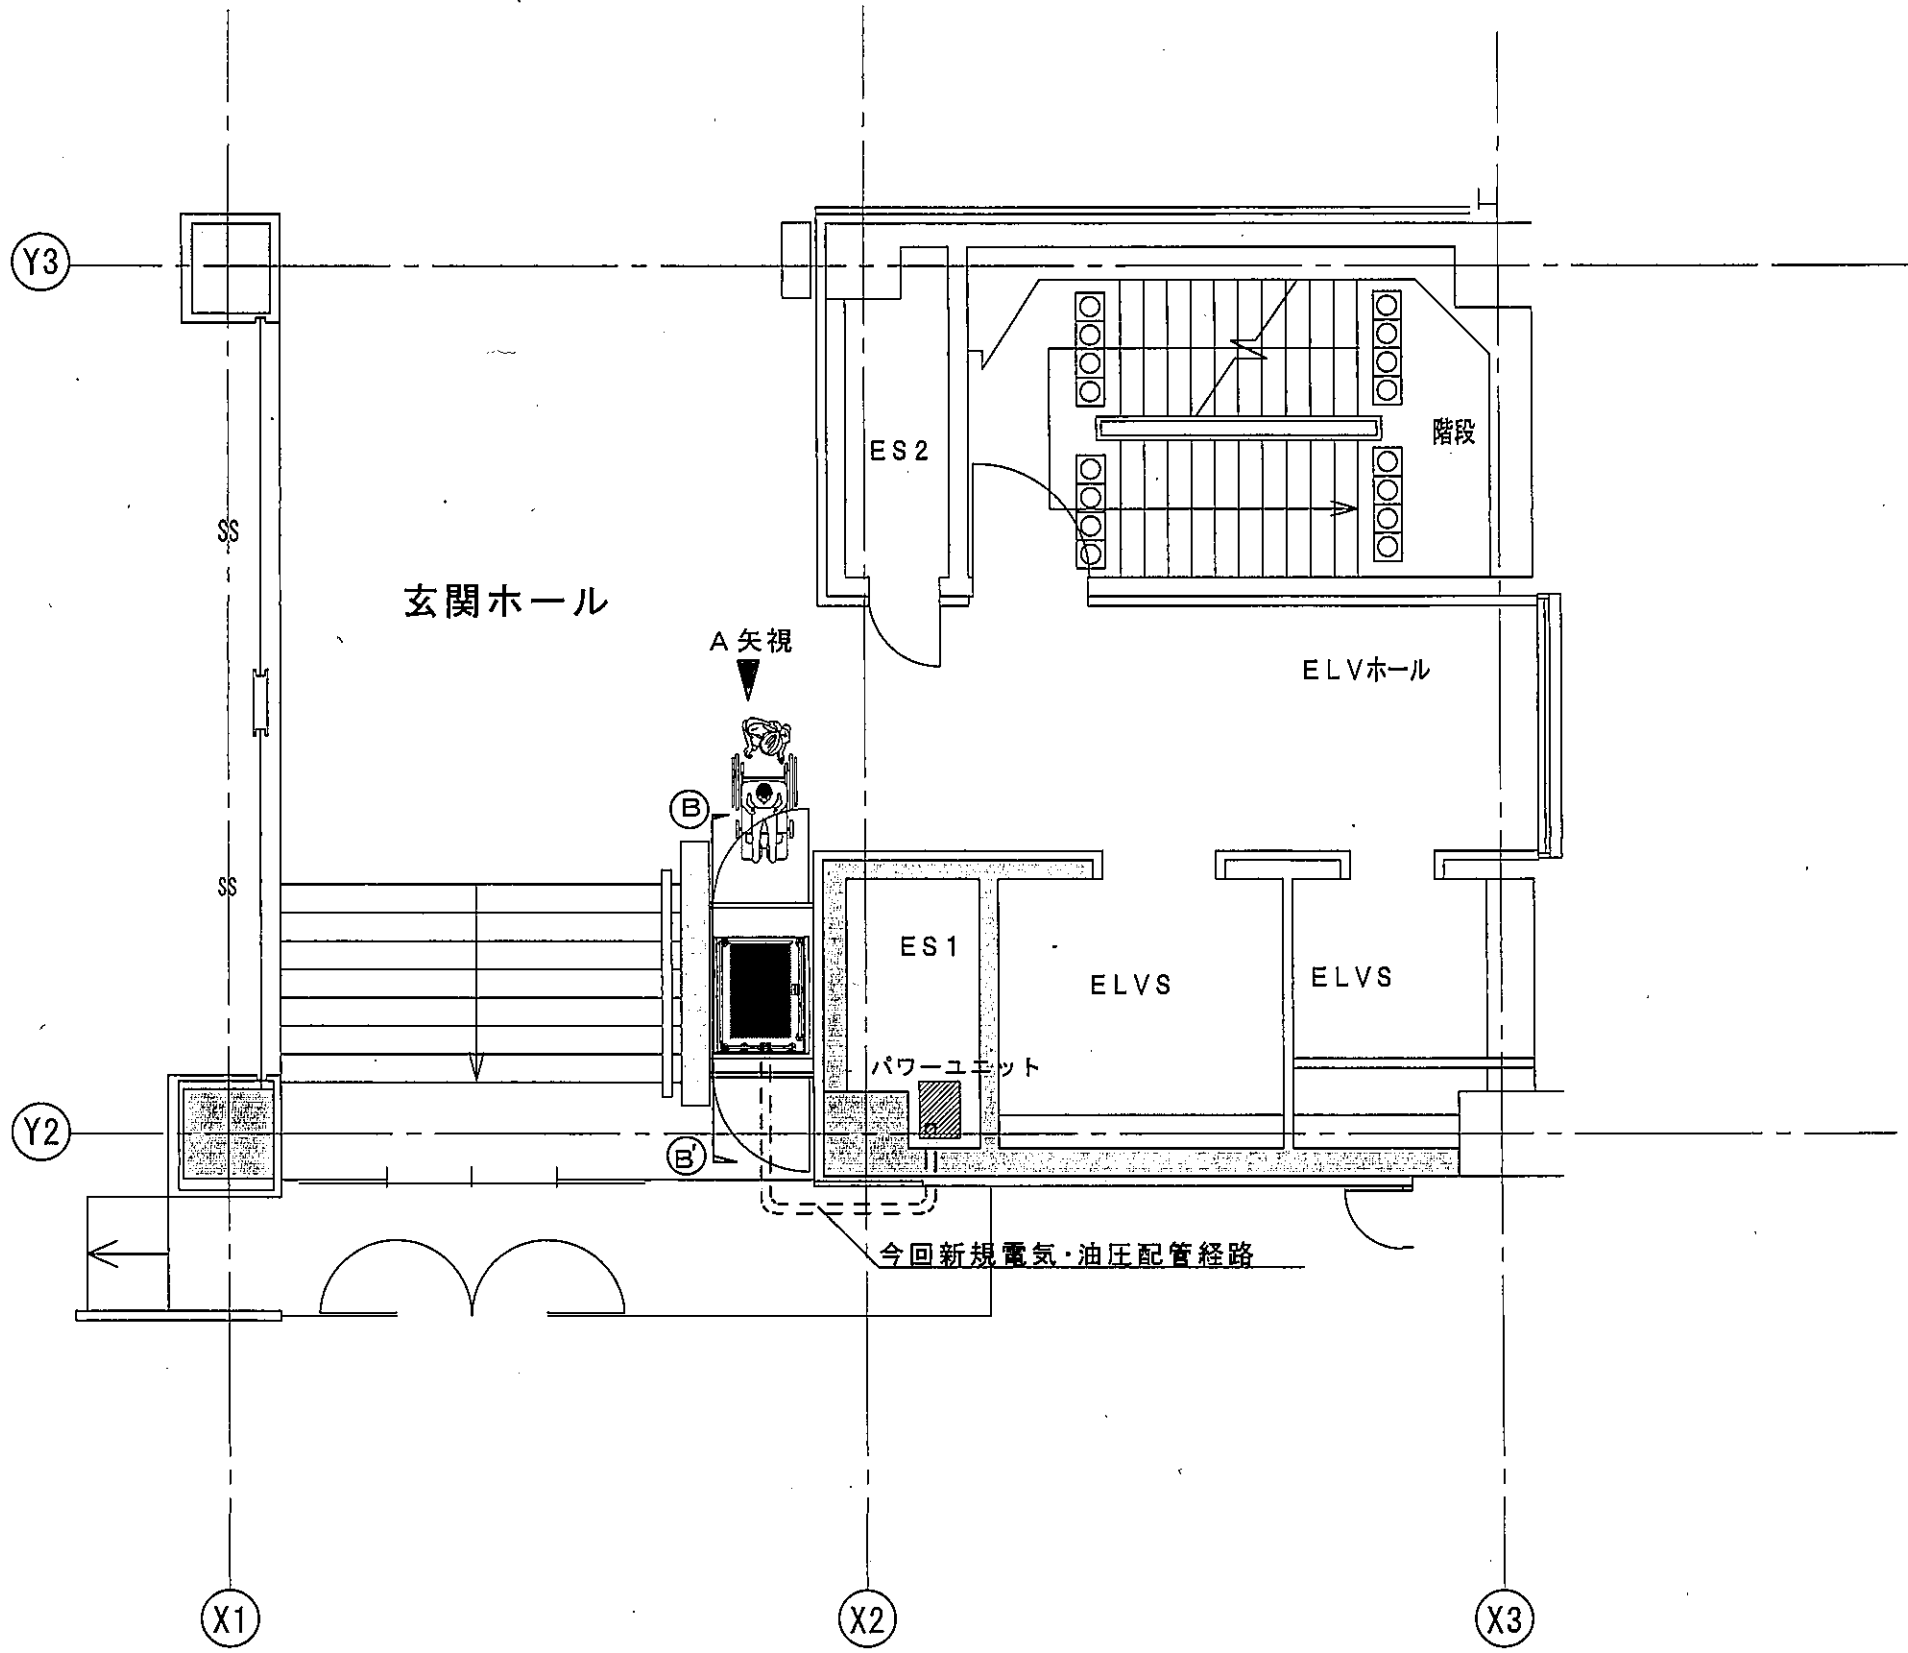 Y3
ES2
階段
SS
玄関ホール
A矢視
ELVホール
B
SS
ES1
ELVS
ELVS
パワーユニット
Y2
B'
今回新規電気・油圧配管経路
X1
X2
X3